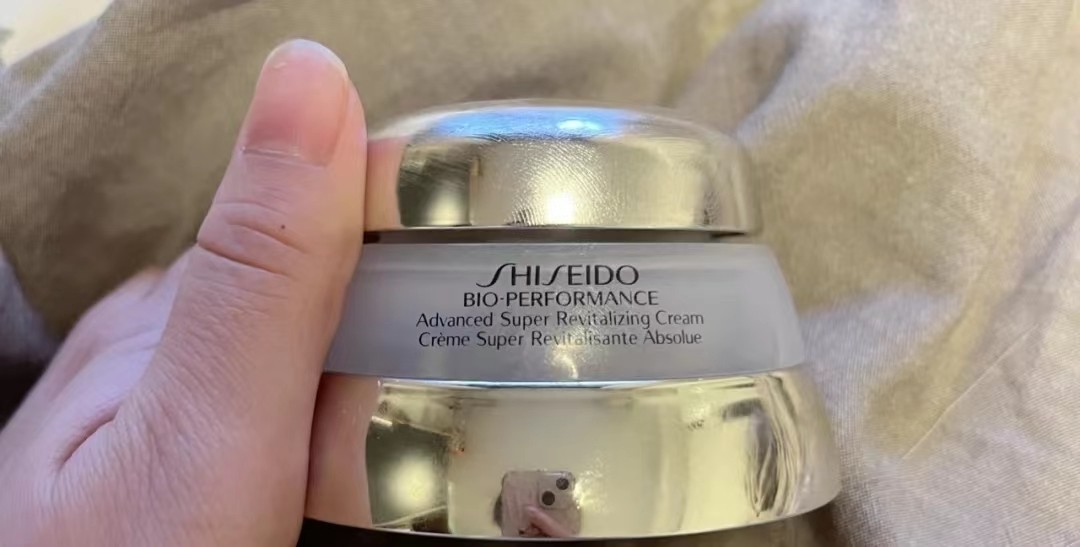 SHISEIDO
BIO-PERFORMANCE
Advanced Super Revitalizing Cream
Crème Super Revitalisante Absolue